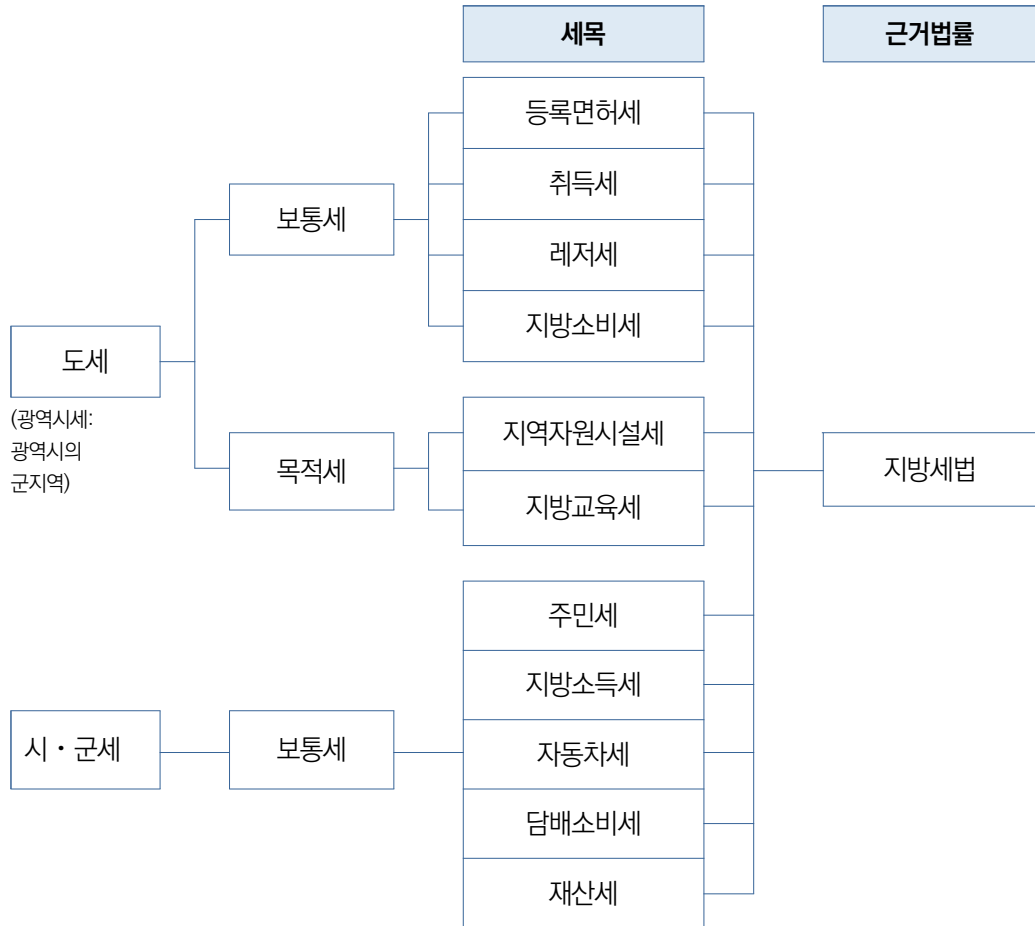 세목
근거법률
등록면허세
취득세
보통세
레저세
지방소비세
도세
(광역시세:
광역시의
군지역)
지역자원시설세
목적세
지방교육세
지방세법
주민세
지방소득세
시・군세
보통세
자동차세
담배소비세
재산세